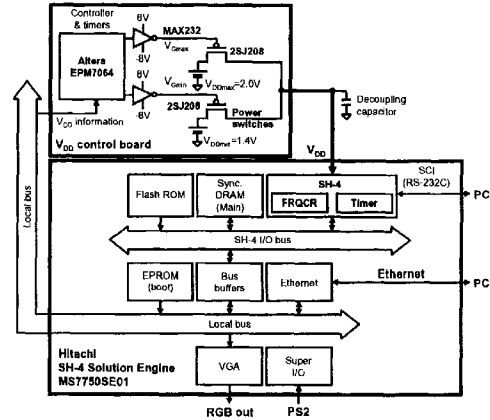 Controller
& timers
8V
MAX232
Altera
EPM7064
-8V
VGmax
2SJ208
8V
VDDmax=2.0V
VGmin
-8V
2SJ208
Power
switches
VCO information
VDDmin=1.4V
VDD control board
Decoupling
capacitor
VDD
Local bus
Flash ROM
Sync.
DRAM
(Main)
SH-4
FRQCR
Timer
SCI
(RS-232C)
PC
SH-4 I/O bus
EPROM
(boot)
Bus
buffers
Ethernet
Ethernet
PC
Local bus
Hitachi
SH-4 Solution Engine
MS7750SE01
VGA
Super
I/O
RGB out
PS2